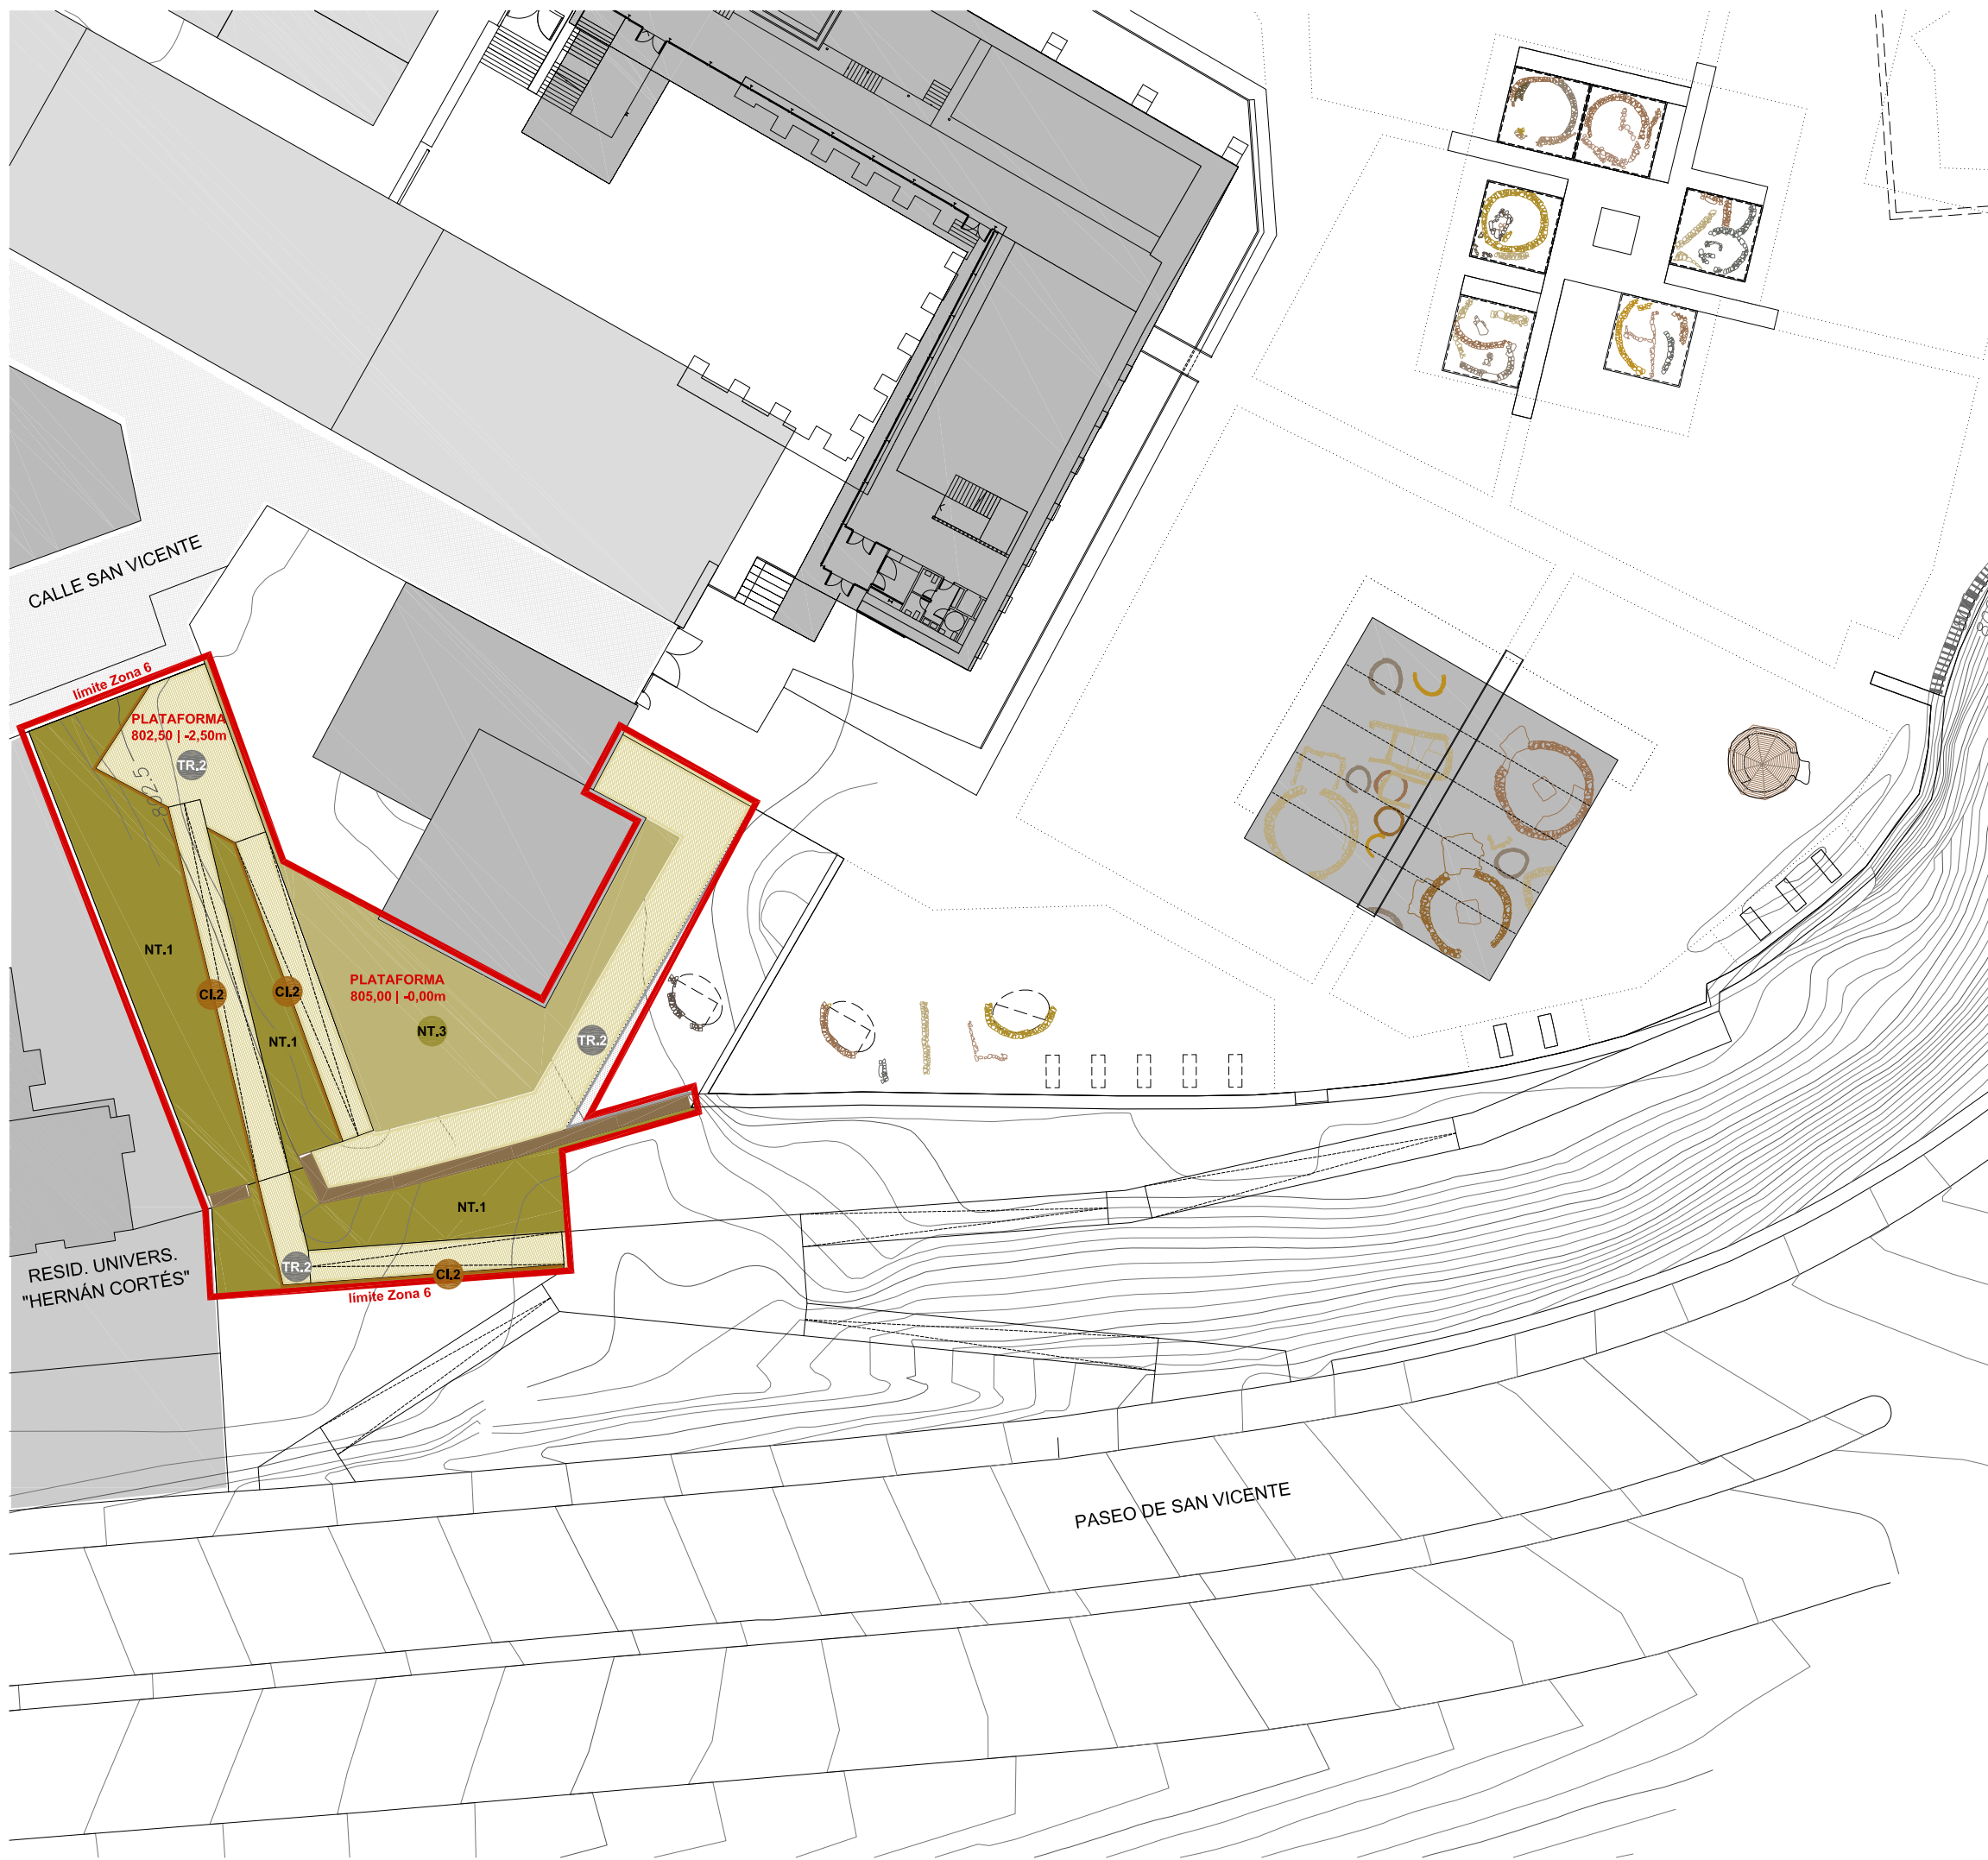 CALLE SAN VICENTE
límite Zona 6
PLATAFORMA
802,50 | -2,50m
TR.2
802.5
NT.1
CI.2
CI.2
PLATAFORMA
805,00 | -0,00m
NT.3
NT.1
TR.2
NT.1
RESID. UNIVERS.
"HERNÁN CORTÉS"
TR.2
CI.2
límite Zona 6
PASEO DE SAN VICENTE